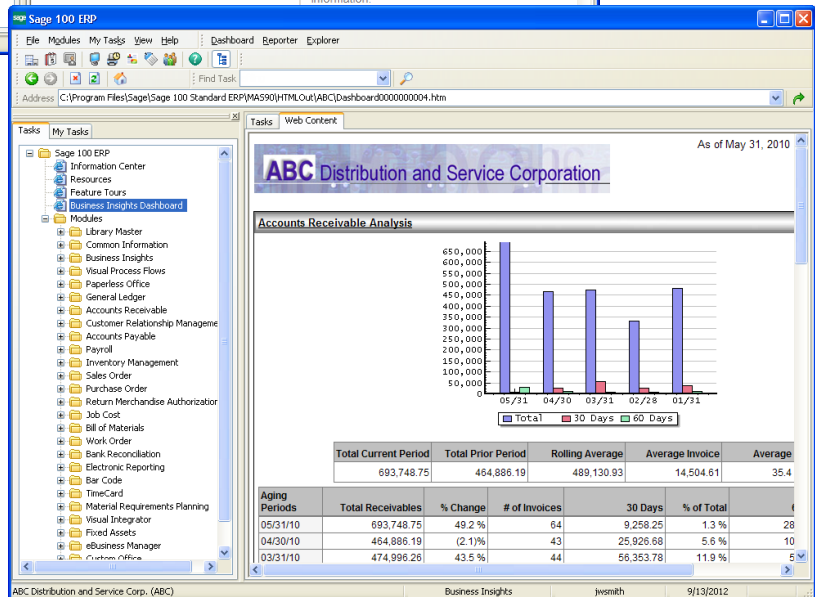 information.
Sage 100 ERP
File Modules My Tasks View Help Dashboard Reporter Explorer
Find Task
Address C:\Program Files\Sage\Sage 100 Standard ERP\MAS90\HTMLOut\ABC\Dashboard0000000004.htm
Tasks My Tasks
Sage 100 ERP
Information Center
Resources
Feature Tours
Business Insights Dashboard
Modules
Library Master
Common Information
Business Insights
Visual Process Flows
Paperless Office
General Ledger
Accounts Receivable
Customer Relationship Manageme
Accounts Payable
Payroll
Inventory Management
Sales Order
Purchase Order
Return Merchandise Authorization
Job Cost
Bill of Materials
Work Order
Bank Reconciliation
Electronic Reporting
Bar Code
TimeCard
Material Requirements Planning
Visual Integrator
Fixed Assets
eBusiness Manager
Custom Office
Tasks Web Content
As of May 31, 2010
ABC Distribution and Service Corporation
Accounts Receivable Analysis
650,000
600,000
550,000
500,000
450,000
400,000
350,000
300,000
250,000
200,000
150,000
100,000
50,000
0
05/31 04/30 03/31 02/28 01/31
Total 30 Days 60 Days
Total Current Period Total Prior Period Rolling Average Average Invoice Average
693,748.75 464,886.19 489,130.93 14,504.61 35.4
Aging Periods Total Receivables % Change # of Invoices 30 Days % of Total
05/31/10 693,748.75 49.2 % 64 9,258.25 1.3 % 28
04/30/10 464,886.19 (2.1)% 43 25,926.68 5.6 % 10
03/31/10 474,996.26 43.5 % 44 56,353.78 11.9 % 5
ABC Distribution and Service Corp. (ABC) Business Insights jwsmith 9/13/2012